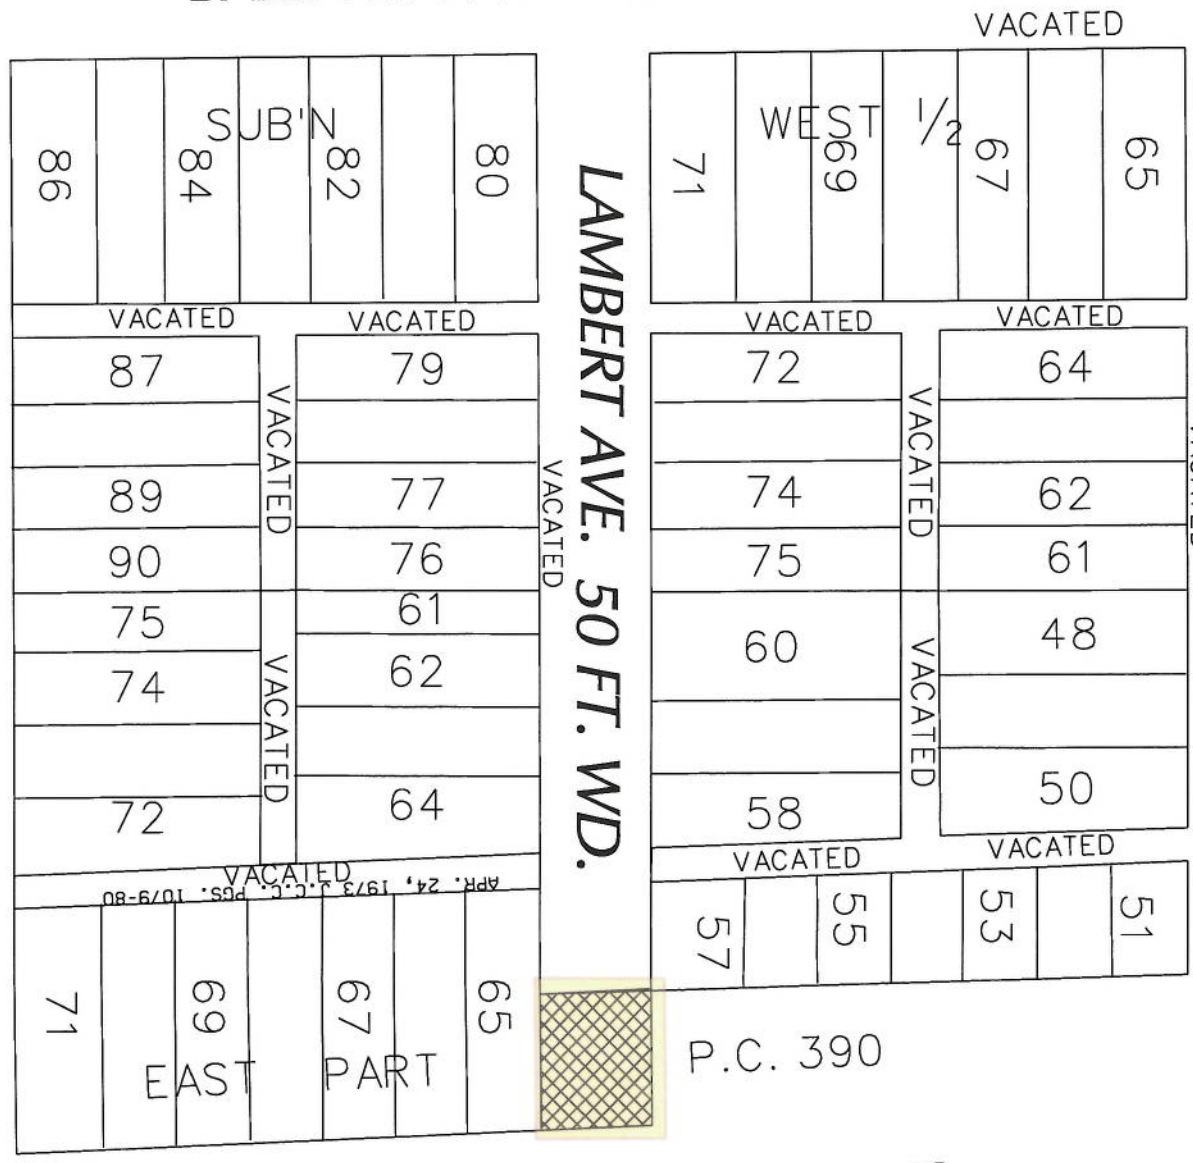 VACATED
SUB'N
WEST 1/2
86
84
82
80
71
69
67
65
LAMBERT AVE. 50 FT. WD.
VACATED
VACATED
VACATED
VACATED
87
79
72
64
VACATED
VACATED
VACATED
89
77
74
62
90
76
75
61
75
61
60
48
74
62
VACATED
VACATED
72
64
58
50
VACATED
VACATED
VACATED
APR. 24, 1973 J.C.C. PGS. 1079-80
57
55
53
51
71
69
67
65
EAST PART
P.C. 390